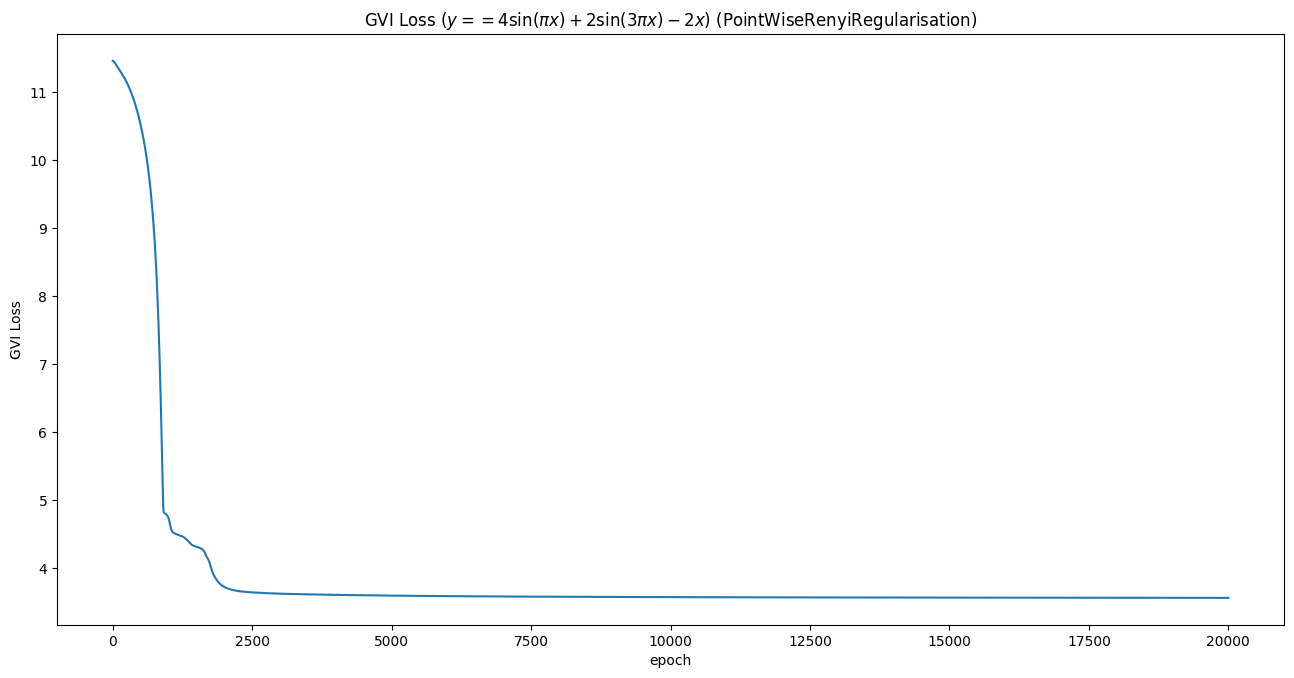 GVI Loss (y == 4sin(πx) + 2sin(3πx) − 2x) (PointWiseRenyiRegularisation)
11
10
9
8
7
6
5
4
GVI Loss
0 2500 5000 7500 10000 12500 15000 17500 20000
epoch